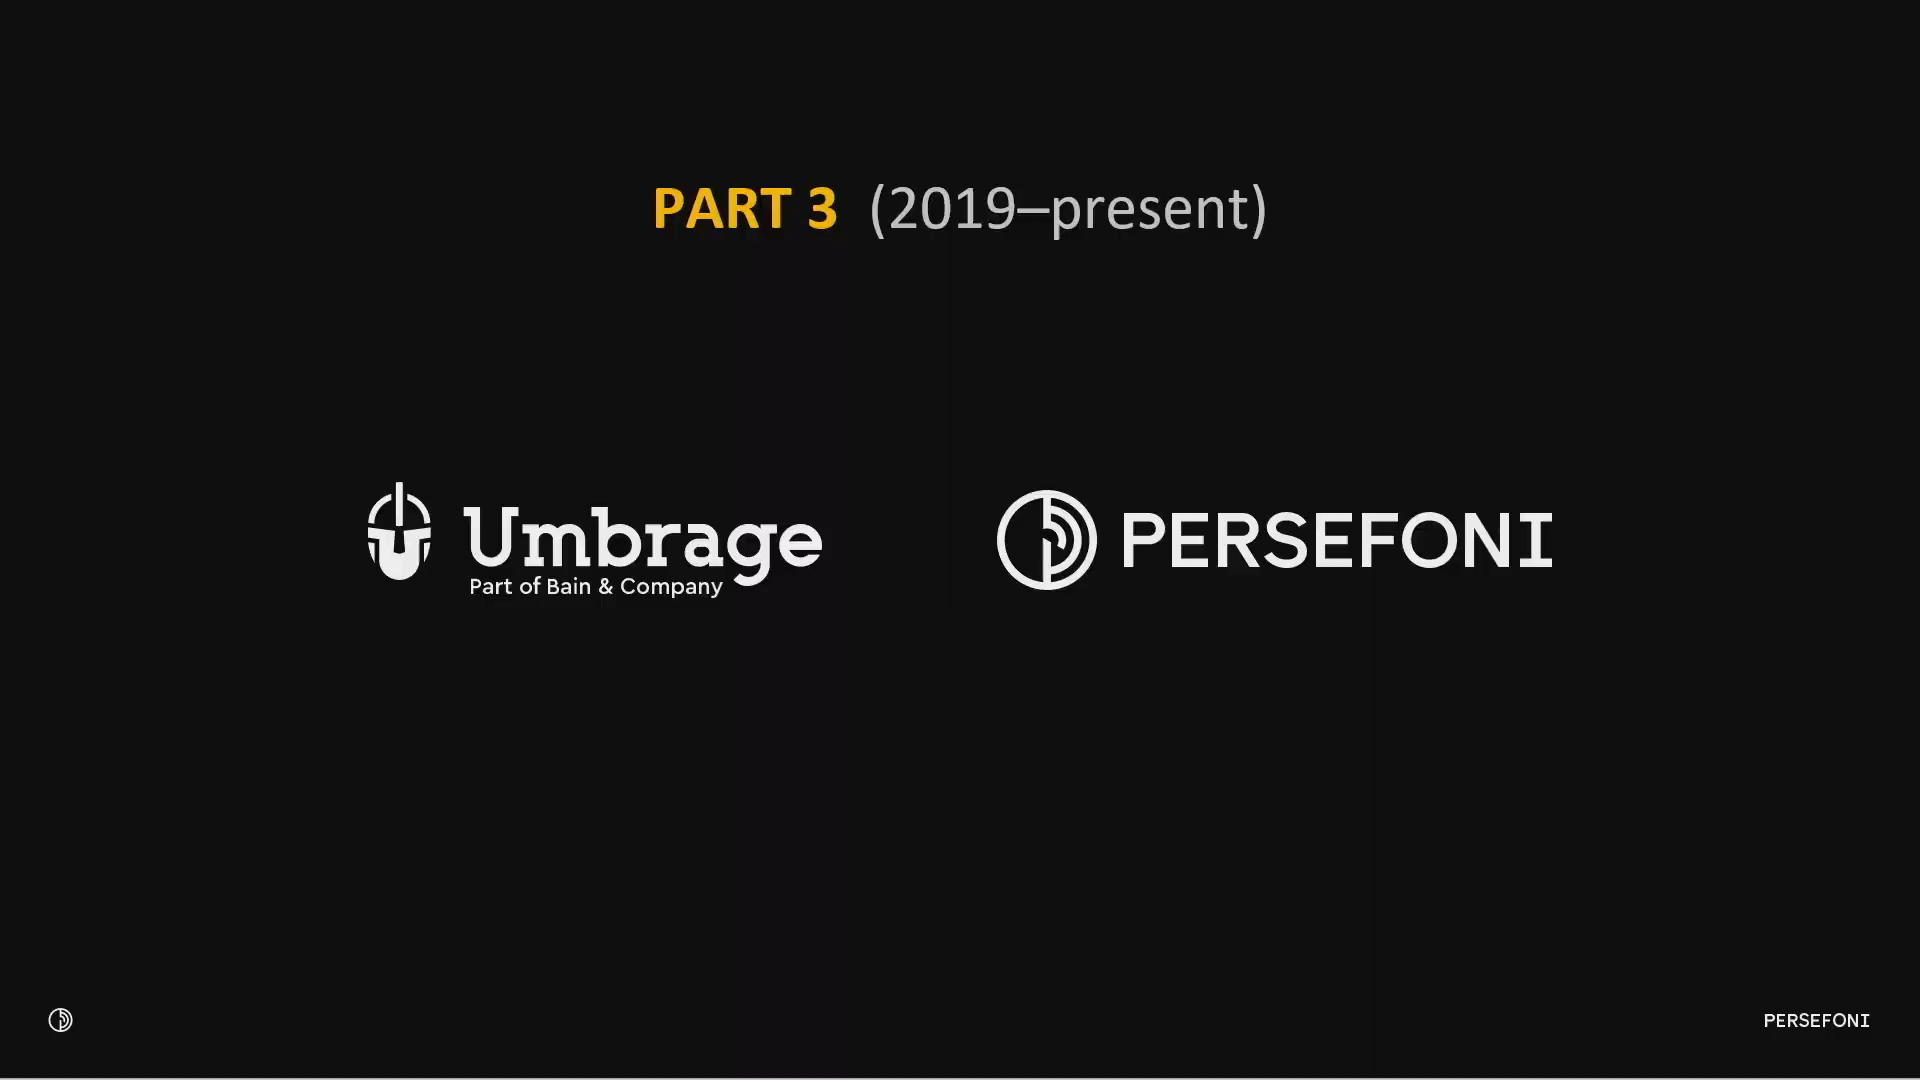 PART 3 (2019–present)
Umbrage
Part of Bain & Company
PERSEFONI
PERSEFONI